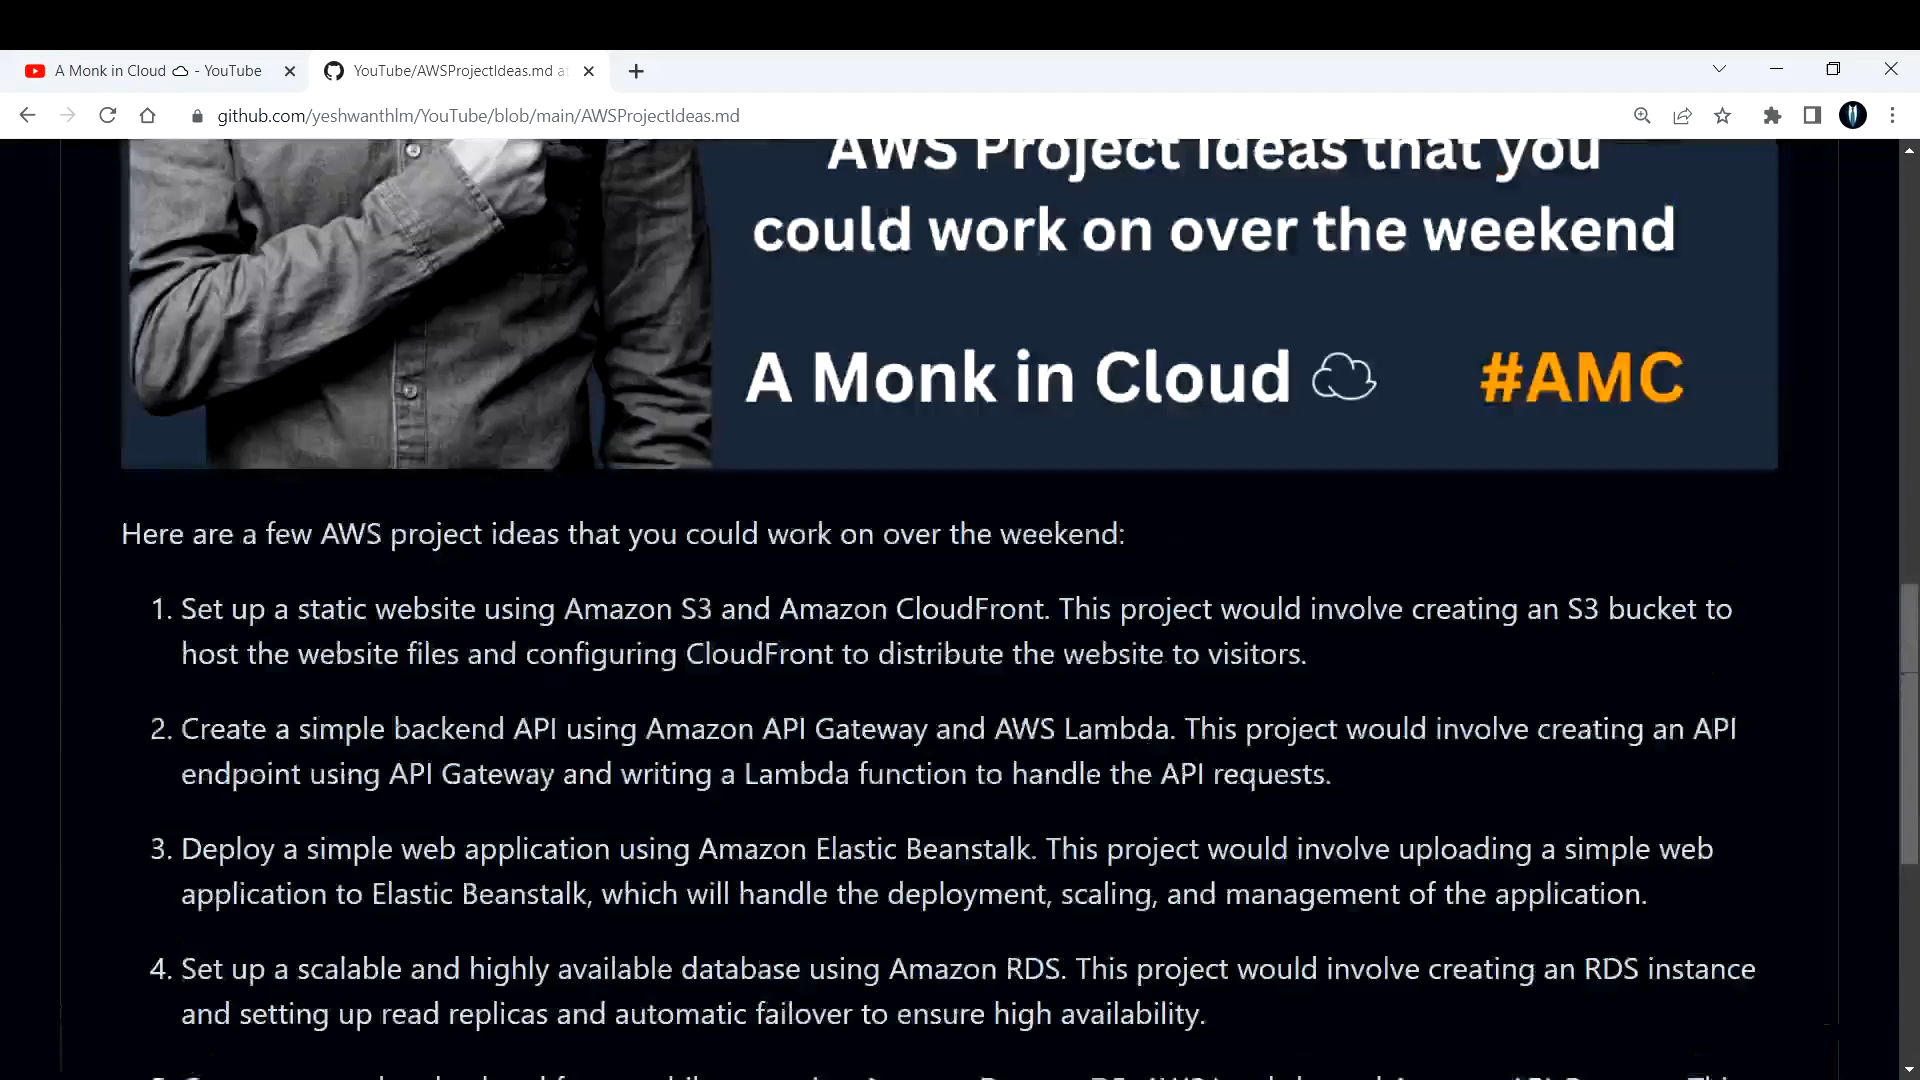 A Monk in Cloud - YouTube
YouTube/AWSProjectIdeas.md at
github.com/yeshwanthlm/YouTube/blob/main/AWSProjectIdeas.md
AWS Project Ideas that you
could work on over the weekend
A Monk in Cloud #AMC
Here are a few AWS project ideas that you could work on over the weekend:
1. Set up a static website using Amazon S3 and Amazon CloudFront. This project would involve creating an S3 bucket to
host the website files and configuring CloudFront to distribute the website to visitors.
2. Create a simple backend API using Amazon API Gateway and AWS Lambda. This project would involve creating an API
endpoint using API Gateway and writing a Lambda function to handle the API requests.
3. Deploy a simple web application using Amazon Elastic Beanstalk. This project would involve uploading a simple web
application to Elastic Beanstalk, which will handle the deployment, scaling, and management of the application.
4. Set up a scalable and highly available database using Amazon RDS. This project would involve creating an RDS instance
and setting up read replicas and automatic failover to ensure high availability.